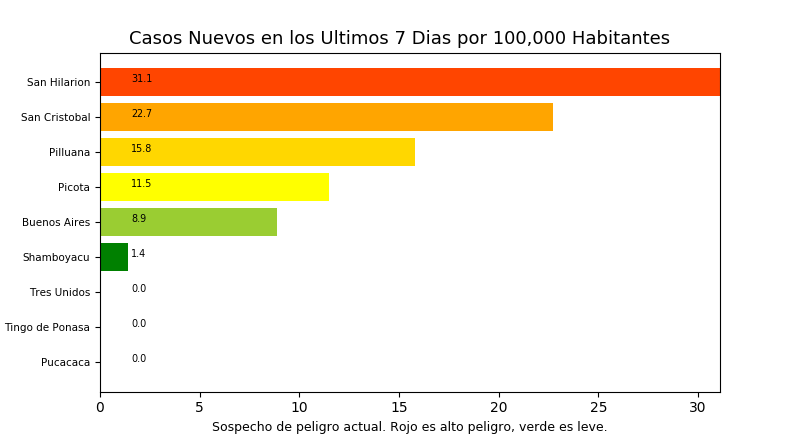 Casos Nuevos en los Ultimos 7 Dias por 100,000 Habitantes
San Hilarion 31.1
San Cristobal 22.7
Pilluana 15.8
Picota 11.5
Buenos Aires 8.9
Shamboyacu 1.4
Tres Unidos 0.0
Tingo de Ponasa 0.0
Pucacaca 0.0
0 5 10 15 20 25 30
Sospecho de peligro actual. Rojo es alto peligro, verde es leve.